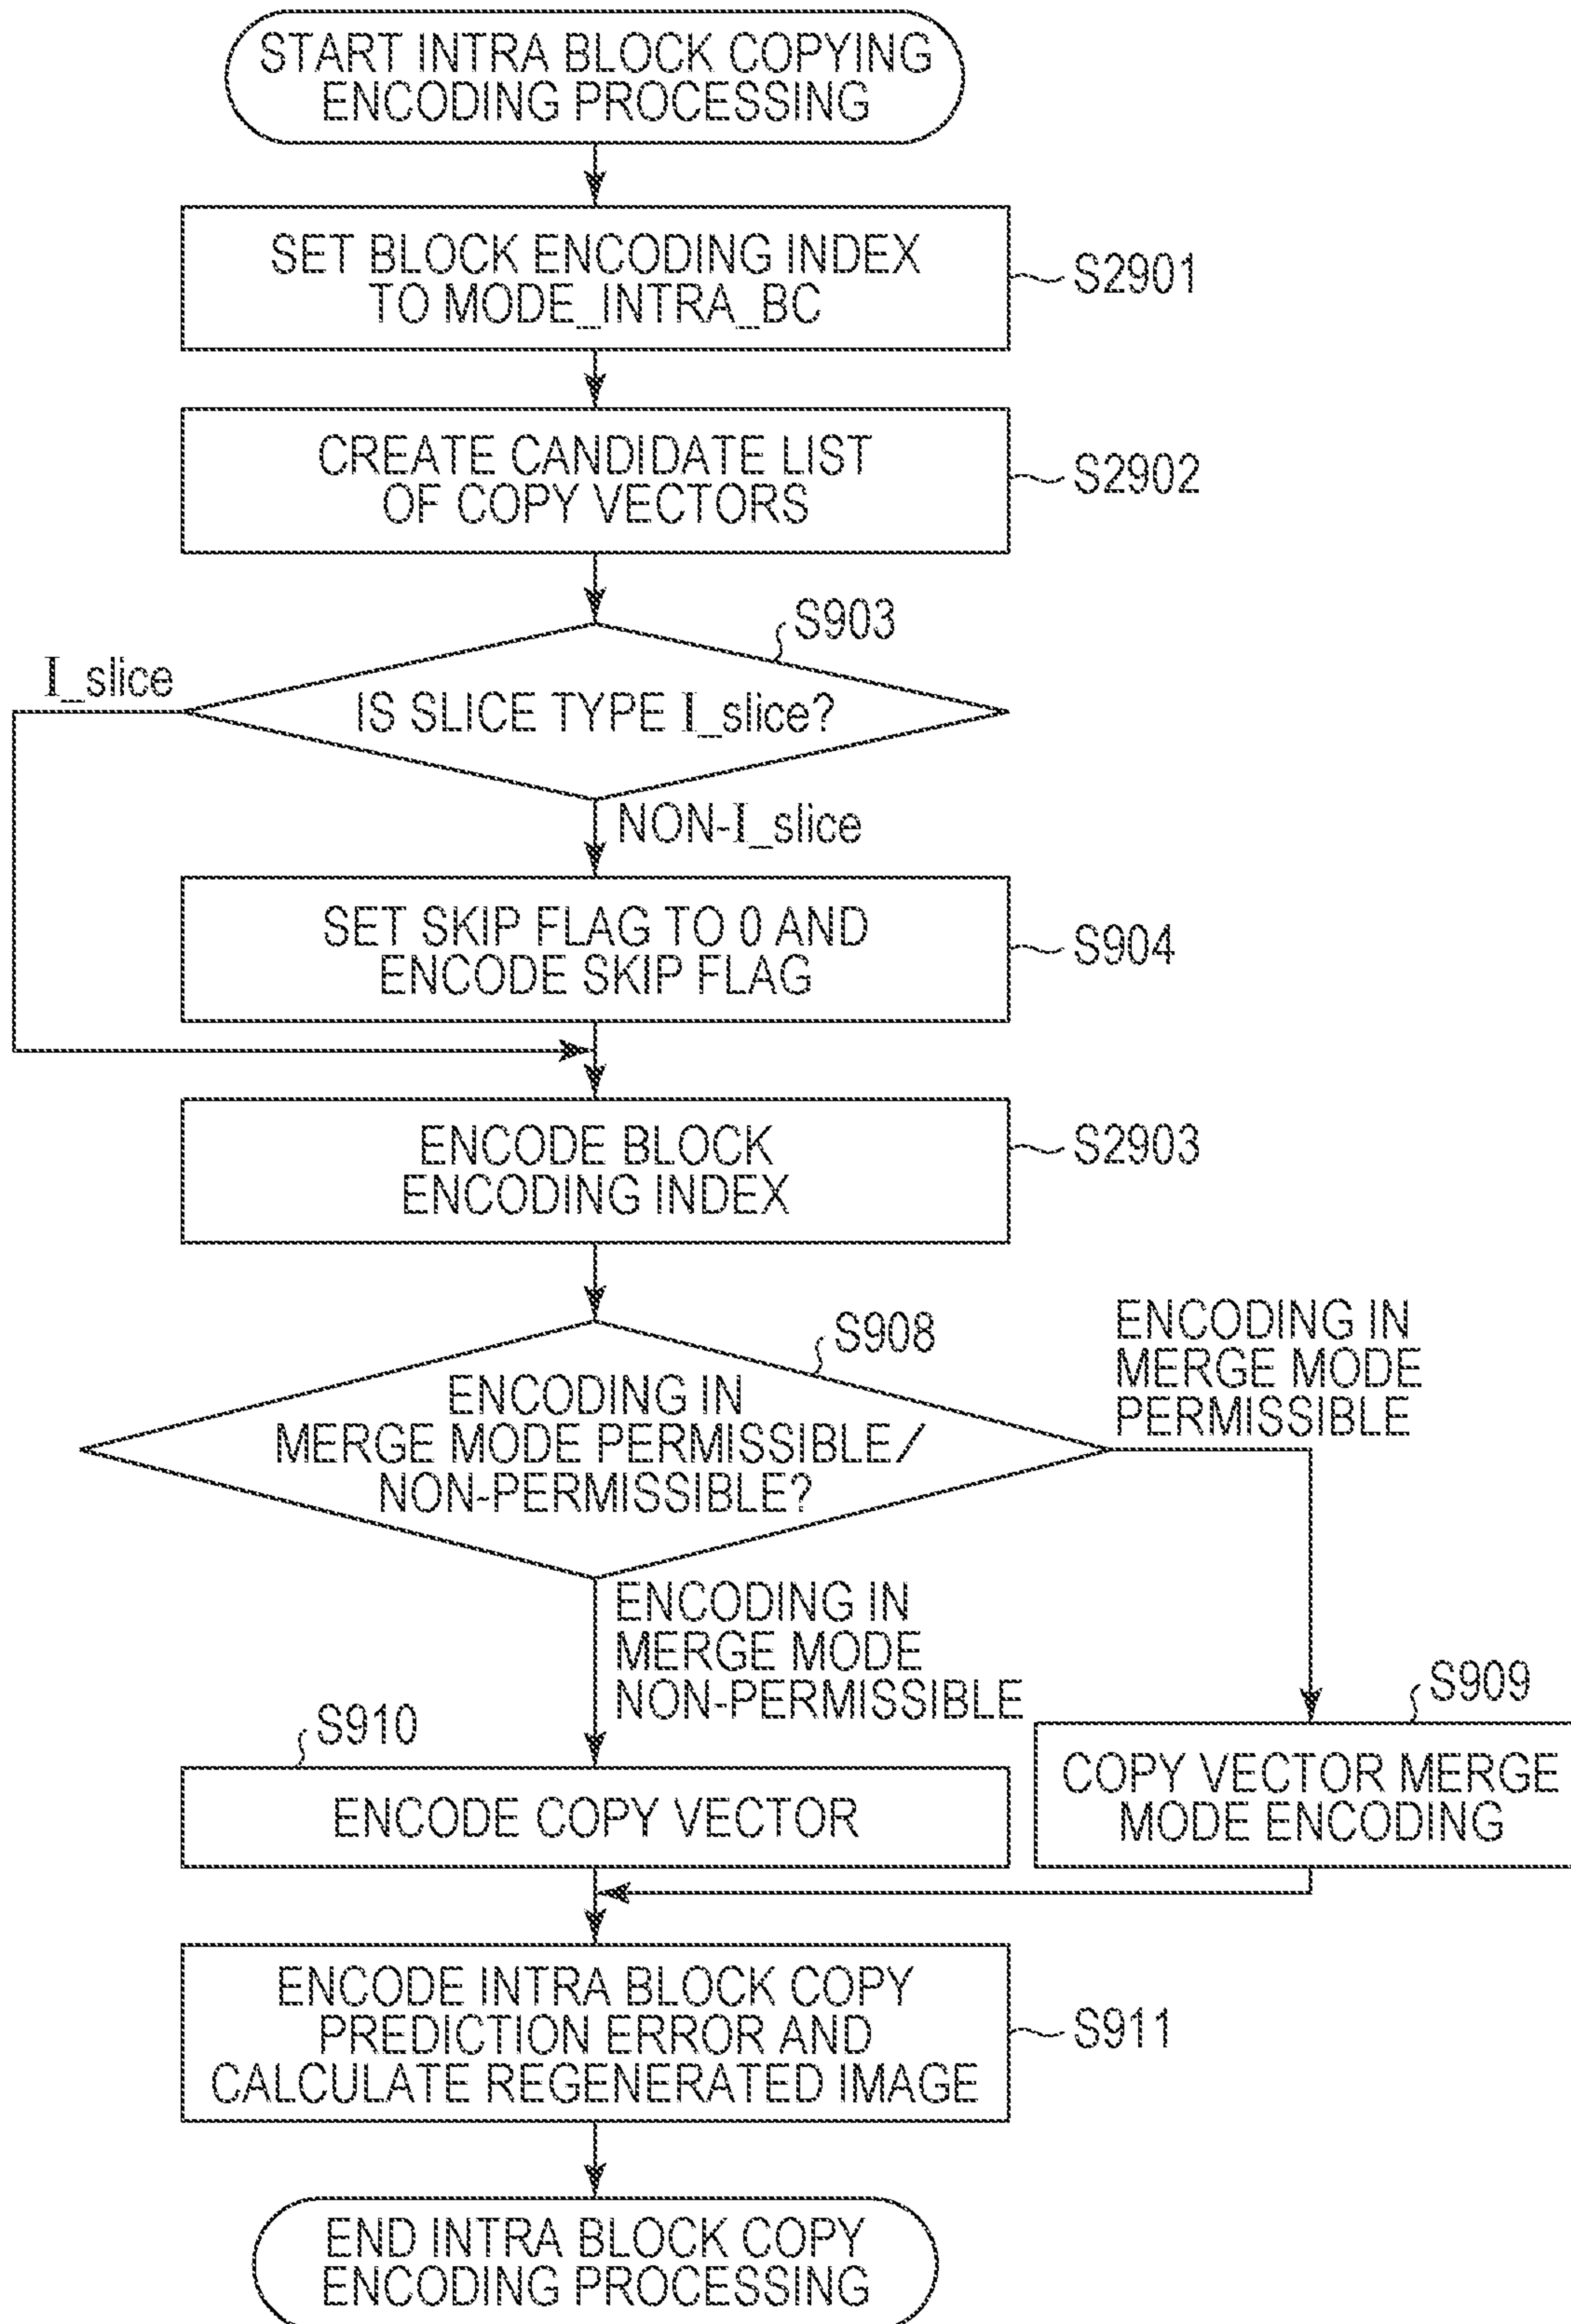 START INTRA BLOCK COPYING
ENCODING PROCESSING
SET BLOCK ENCODING INDEX
TO MODE_INTRA_BC
S2901
CREATE CANDIDATE LIST
OF COPY VECTORS
S2902
S903
I_slice
IS SLICE TYPE I_slice?
NON-I_slice
SET SKIP FLAG TO 0 AND
ENCODE SKIP FLAG
S904
ENCODE BLOCK
ENCODING INDEX
S2903
S908
ENCODING IN
MERGE MODE PERMISSIBLE/
NON-PERMISSIBLE?
ENCODING IN
MERGE MODE
PERMISSIBLE
ENCODING IN
MERGE MODE
NON-PERMISSIBLE
S910
ENCODE COPY VECTOR
S909
COPY VECTOR MERGE
MODE ENCODING
ENCODE INTRA BLOCK COPY
PREDICTION ERROR AND
CALCULATE REGENERATED IMAGE
S911
END INTRA BLOCK COPY
ENCODING PROCESSING